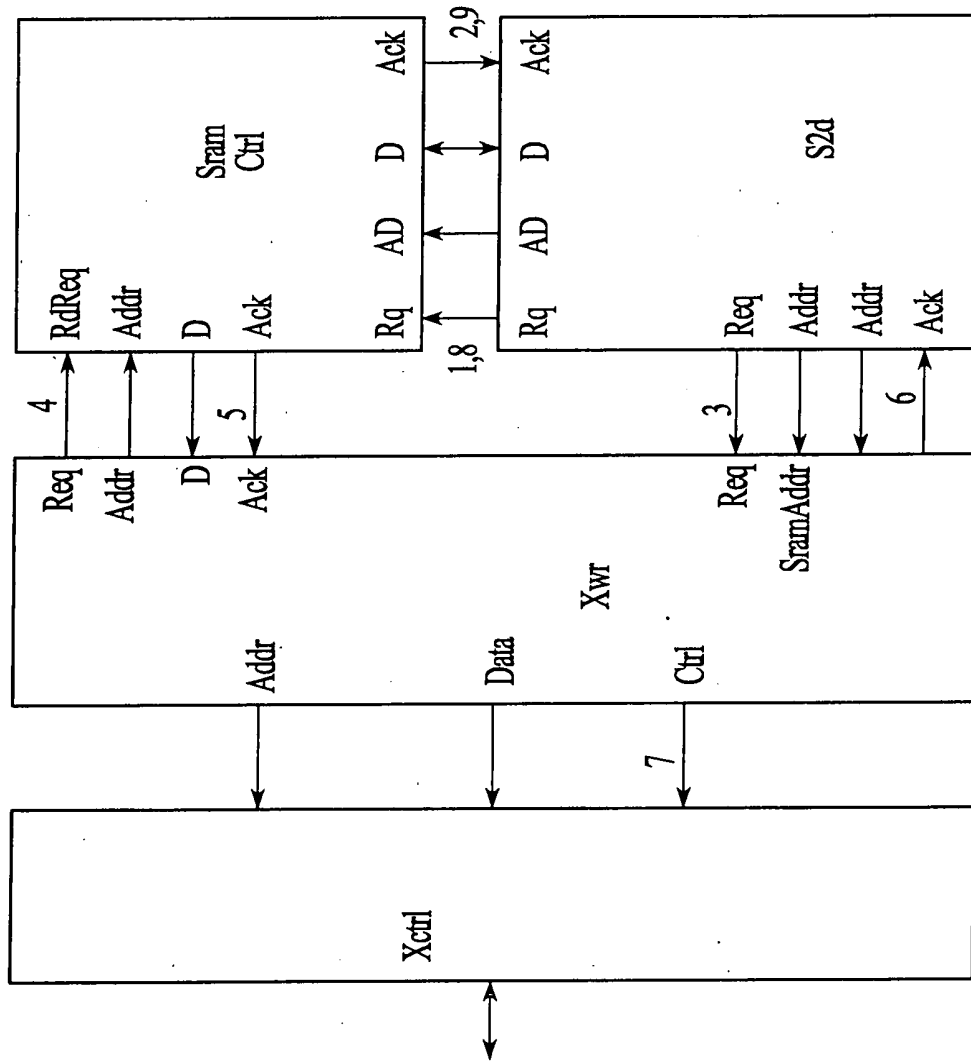 Sram
Ctrl
RdReq
Addr
D
Ack
Rq
AD
D
Ack
4
5
1,8
2,9
Rq
AD
D
Ack
S2d
Req
Addr
Addr
Ack
3
6
Req
Addr
D
Ack
Req
SramAddr
Xwr
Addr
Data
Ctrl
7
Xctrl